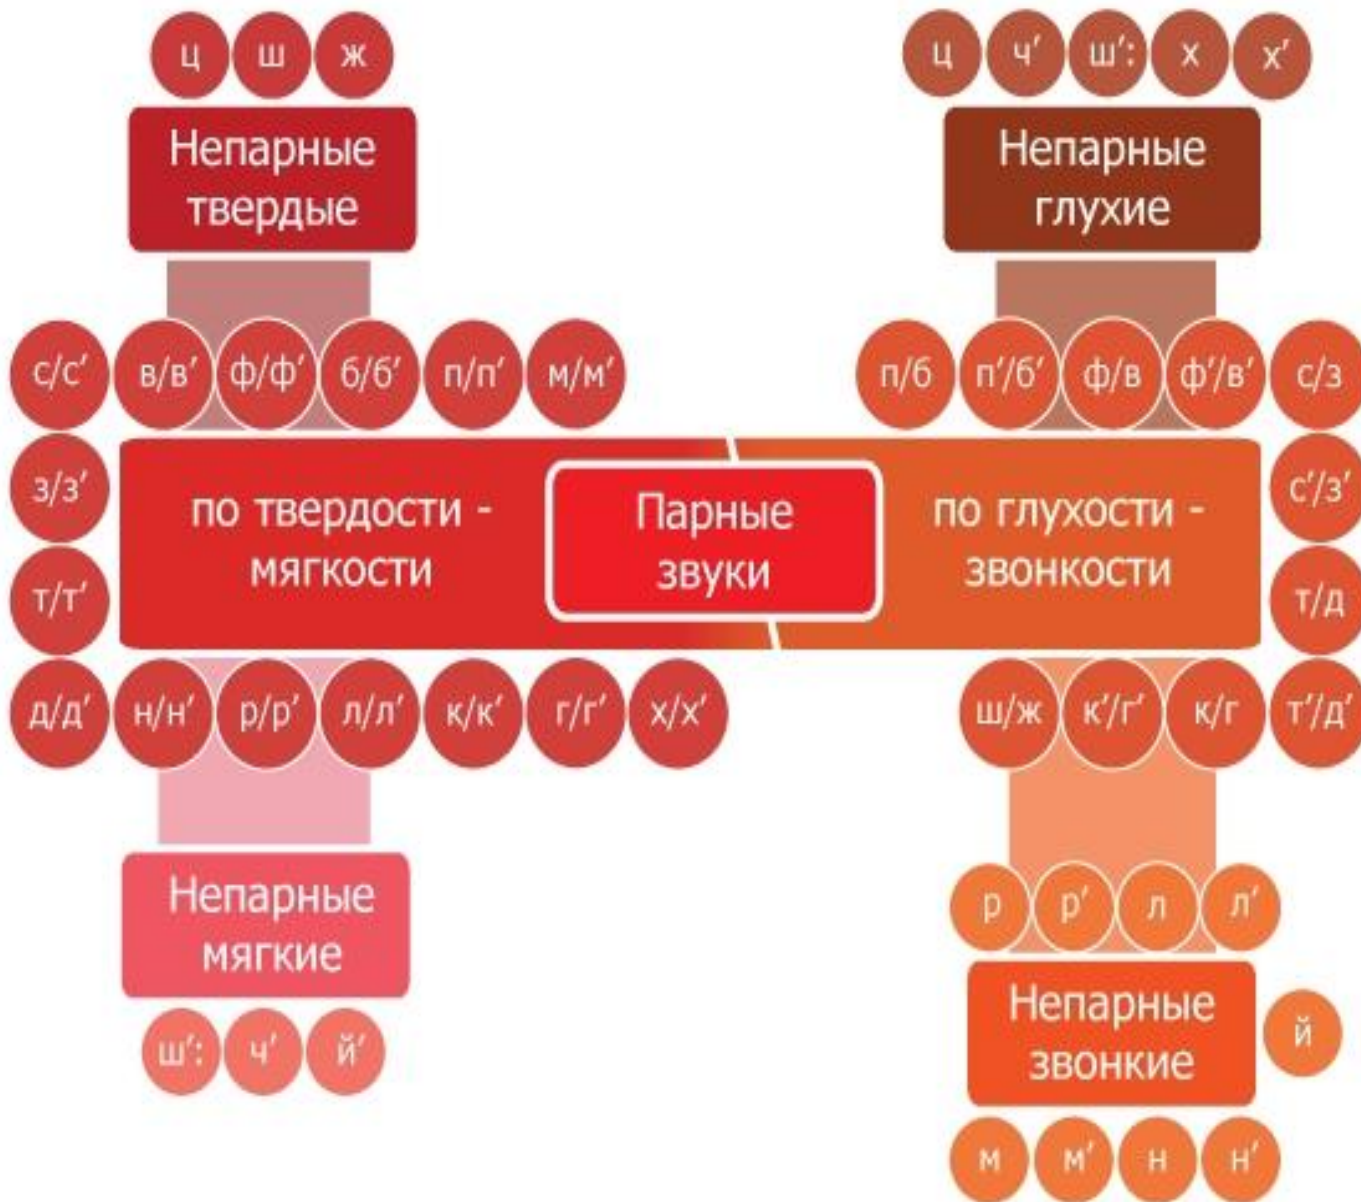 ц ш ж
Непарные
твердые
с/с′ в/в′ ф/ф′ б/б′ п/п′ м/м′
з/з′
т/т′
д/д′ н/н′ р/р′ л/л′ к/к′ г/г′ х/х′
по твердости -
мягкости
Непарные
мягкие
ш′: ч′ й′
Парные
звуки
ц ч′ ш′: х х′
Непарные
глухие
п/б п′/б′ ф/в ф′/в′ с/з
с′/з′
т/д
ш/ж к′/г′ к/г т′/д′
по глухости -
звонкости
р р′ л л′
Непарные
звонкие
й
м м′ н н′